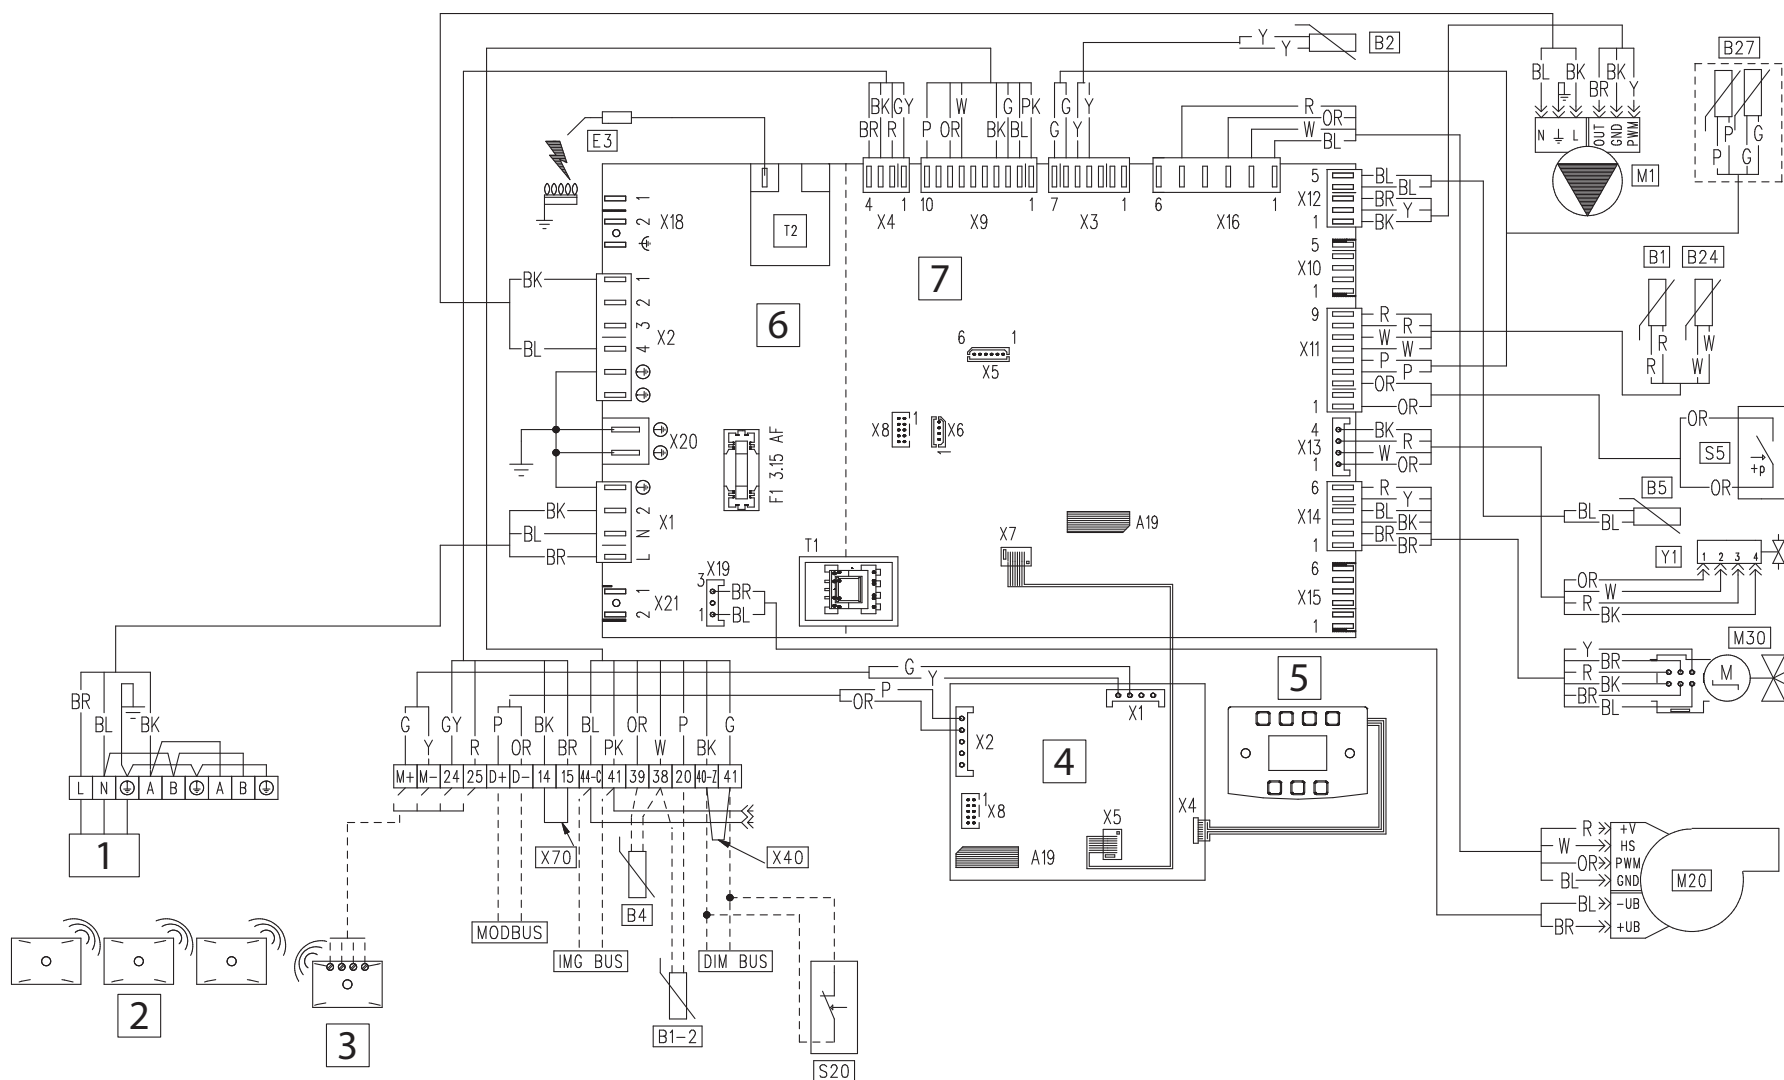 Y
Y
B2
B27
BL
BK
BR
BK
Y
N
L
OUT
GND
PWM
M1
P
P
G
G
E3
BR
BK
R
GY
P
OR
W
BK
G
BL
PK
G
G
Y
Y
R
OR
W
BL
4 1
X4
10 1
X9
7 1
X3
6 1
X16
T2
7
6
1
2
X18
BK
BL
1
2
3
4
X2
X20
F1 3.15 AF
BK
BL
BR
2
N
L
X1
1
2
X21
6 1
X5
X8 1
X6
1
X7
A19
T1
X19
3
1
BR
BL
5
X12
1
BL
BL
BR
Y
BK
5
X10
1
9
X11
1
R
R
W
W
P
P
OR
OR
4
X13
1
BK
R
W
OR
6
X14
1
R
Y
BL
BK
BR
BR
6
X15
1
B1
B24
R
R
W
W
OR
S5
+p
OR
B5
BL
BL
Y1
1 2 3 4
OR
W
R
BK
M30
Y
BR
R
BK
BR
BL
M
BR
BL
BK
L N A B A B
1
G
Y
GY
R
P
OR
BK
BR
BL
PK
OR
W
P
BK
G
M+ M- 24 25 D+ D- 14 15 44-C 41 39 38 20 40-Z 41
G
Y
P
OR
X1
X2
4
X8
1
A19
X5
X4
5
X70
X40
B4
MODBUS
IMG BUS
DIM BUS
B1-2
S20
2
3
R
W
OR
BL
BL
BR
+V
HS
PWM
GND
-UB
+UB
M20